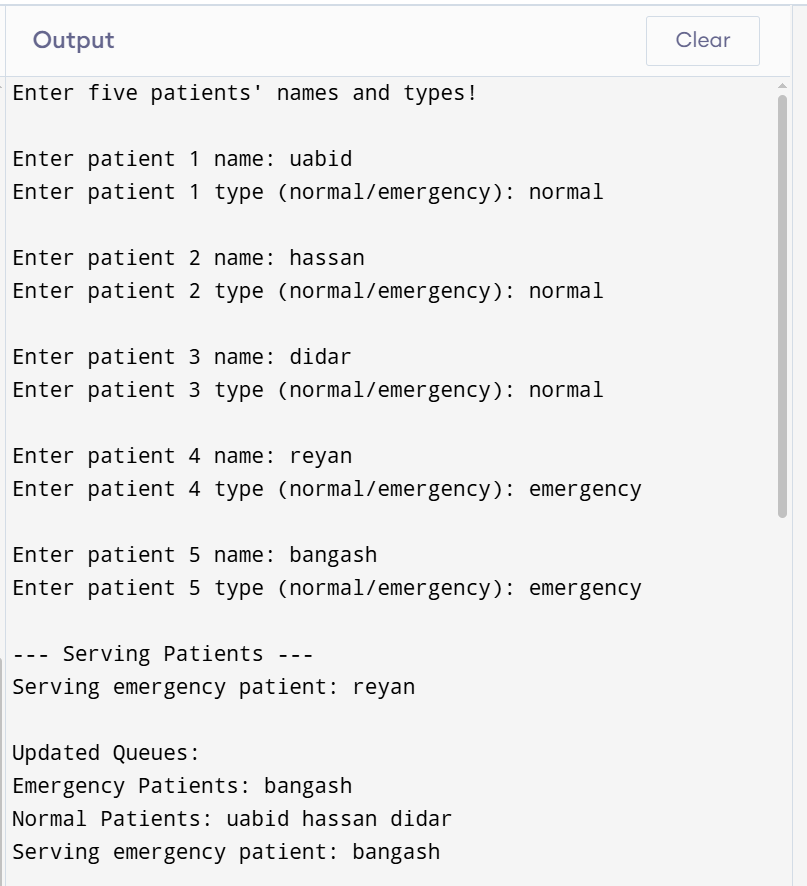 Output
Clear
Enter five patients' names and types!
Enter patient 1 name: uabid
Enter patient 1 type (normal/emergency): normal
Enter patient 2 name: hassan
Enter patient 2 type (normal/emergency): normal
Enter patient 3 name: didar
Enter patient 3 type (normal/emergency): normal
Enter patient 4 name: reyan
Enter patient 4 type (normal/emergency): emergency
Enter patient 5 name: bangash
Enter patient 5 type (normal/emergency): emergency
--- Serving Patients ---
Serving emergency patient: reyan
Updated Queues:
Emergency Patients: bangash
Normal Patients: uabid hassan didar
Serving emergency patient: bangash